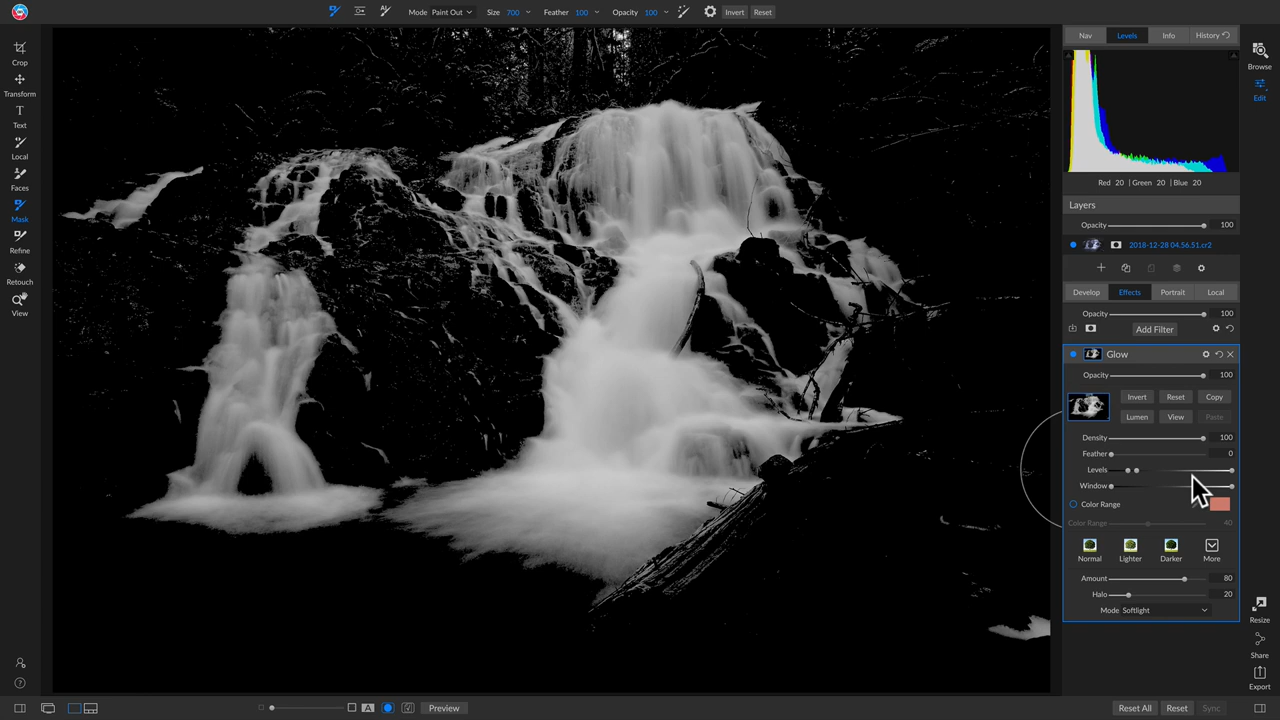 Mode Paint Out Size 700 Feather 100 Opacity 100 Invert Reset
Crop
Transform
Text
Local
Faces
Mask
Refine
Retouch
View
Nav Levels Info History
Red 20 | Green 20 | Blue 20
Layers
Opacity 100
2018-12-28 04.56.51.cr2
Develop Effects Portrait Local
Opacity 100
Add Filter
Glow
Opacity 100
Invert Reset Copy
Lumen View Paste
Density 100
Feather 0
Levels
Window
Color Range
Color Range 40
Normal Lighter Darker More
Amount 80
Halo 20
Mode Softlight
Browse
Edit
Resize
Share
Export
A Preview
Reset All Reset Sync